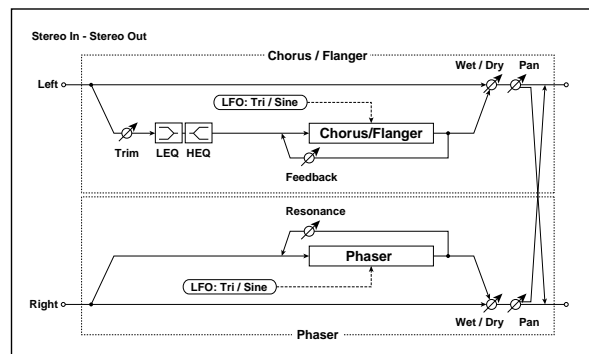 Stereo In - Stereo Out
Chorus / Flanger
Wet / Dry
Pan
Left
LFO: Tri / Sine
Chorus/Flanger
Trim
LEQ
HEQ
Feedback
Resonance
Phaser
LFO: Tri / Sine
Right
Wet / Dry
Pan
Phaser